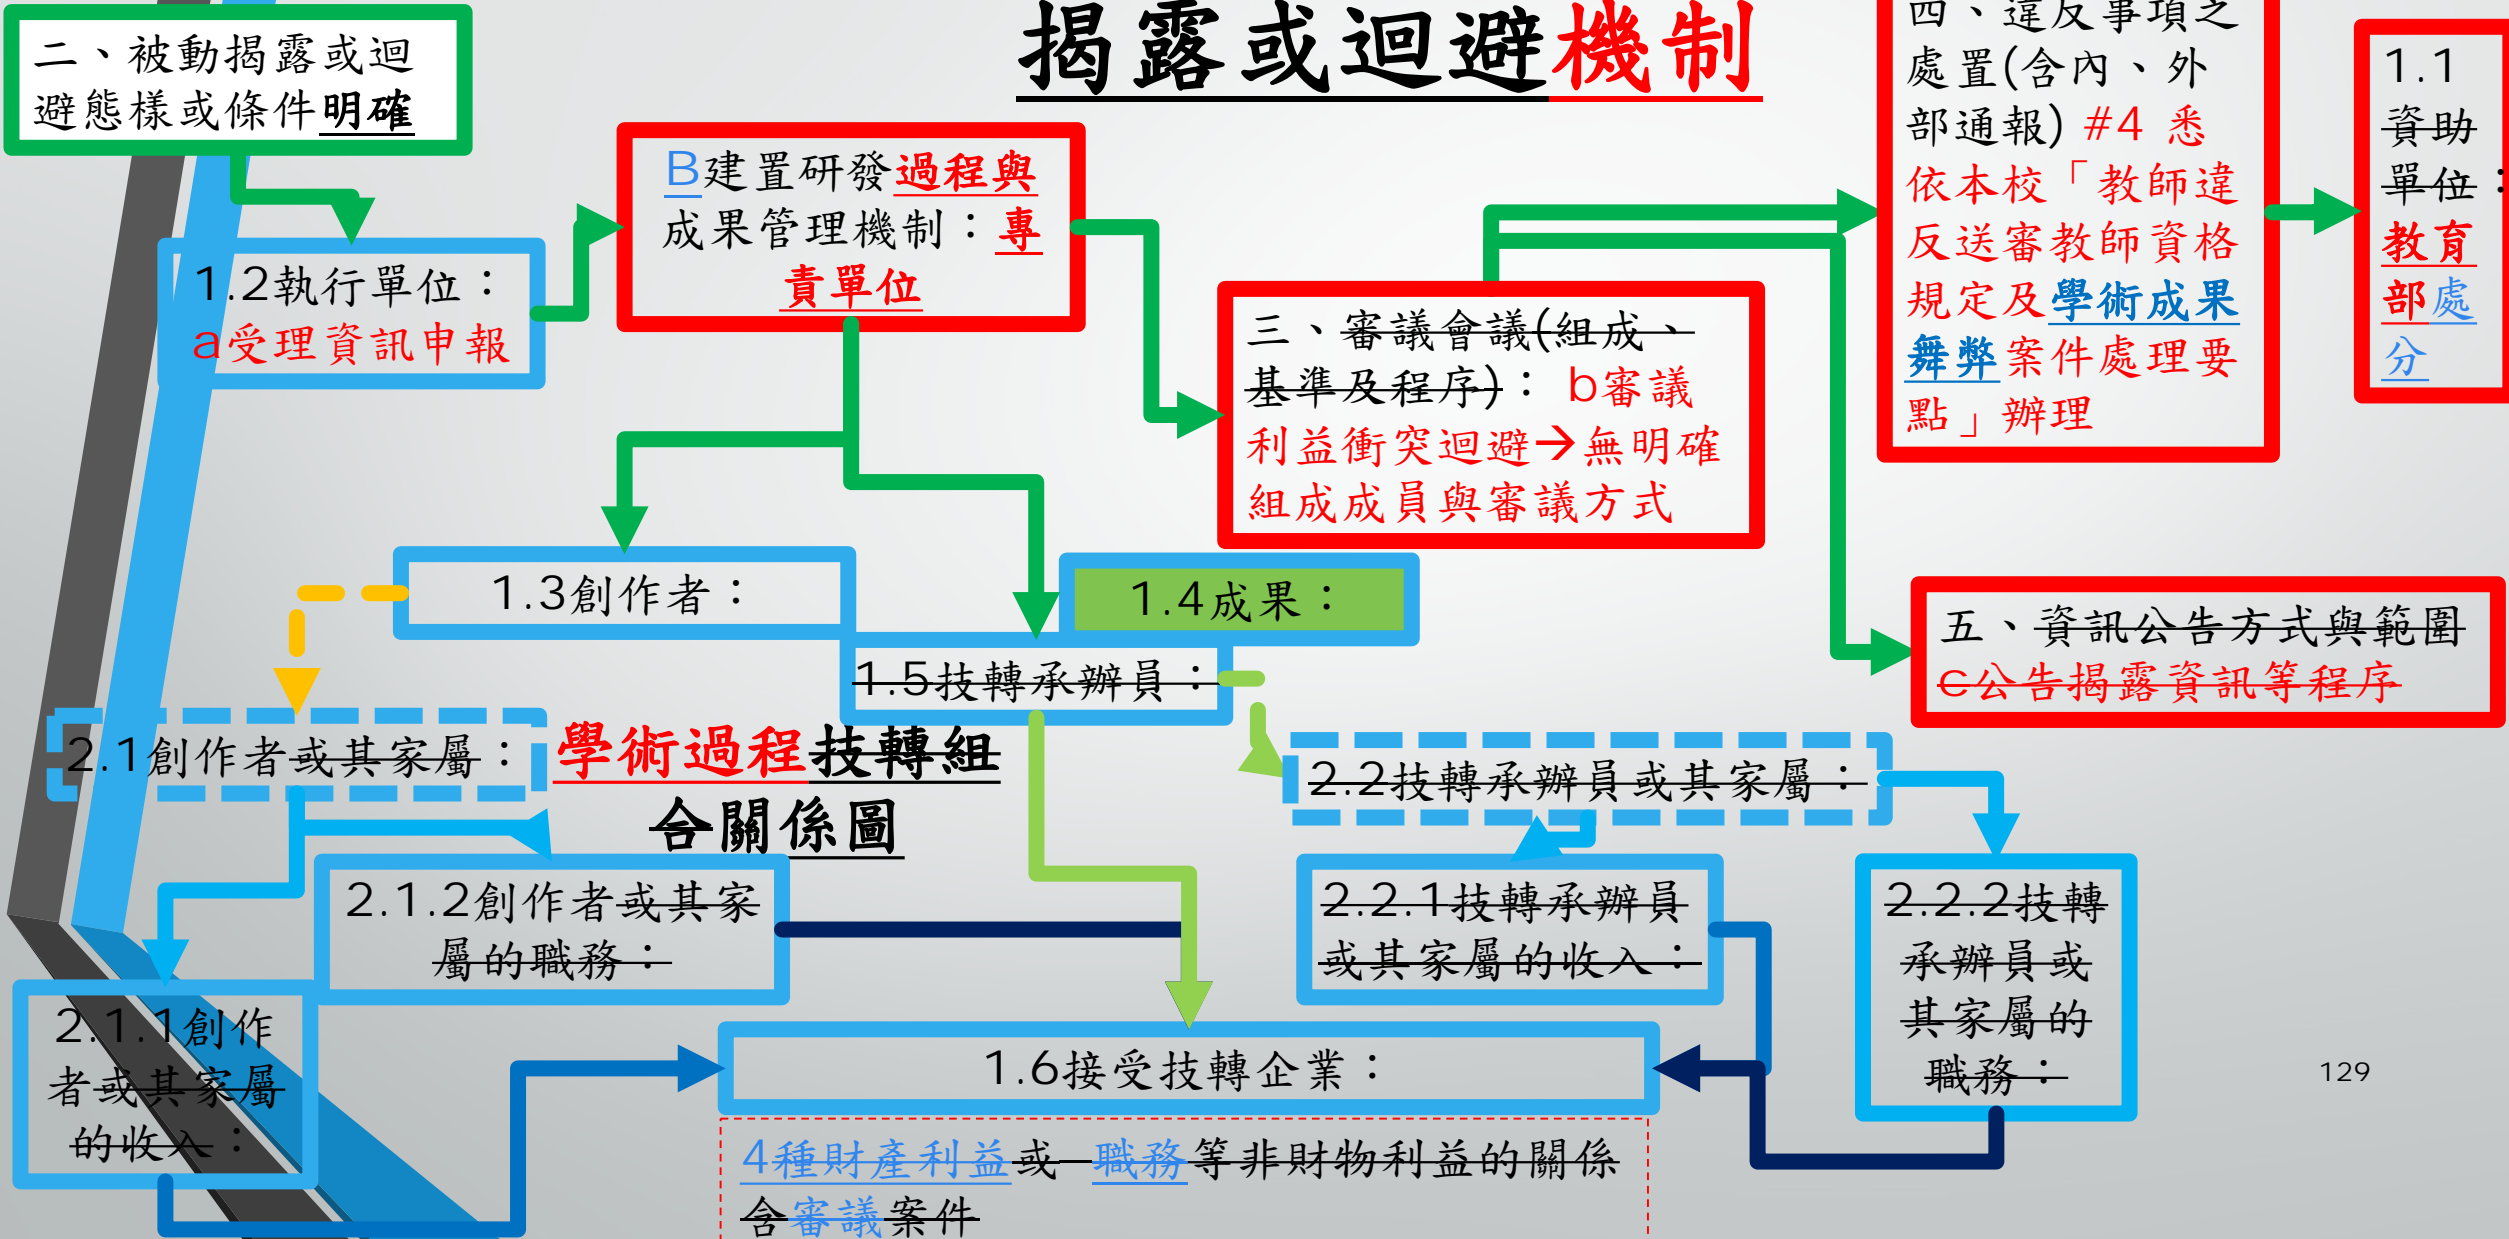 揭露或迴避機制
二、被動揭露或迴
避態樣或條件明確
1.2執行單位：
a受理資訊申報
B建置研發過程與
成果管理機制：專
責單位
三、審議會議(組成、
基準及程序)： b審議
利益衝突迴避→無明確
組成成員與審議方式
四、違反事項之
處置(含內、外
部通報) #4 悉
依本校「教師違
反送審教師資格
規定及學術成果
舞弊案件處理要
點」辦理
1.1
資助
單位：
教育
部處
分
五、資訊公告方式與範圍
c公告揭露資訊等程序
1.3創作者：
1.4成果：
1.5技轉承辦員：
2.1創作者或其家屬：
學術過程技轉組
合關係圖
2.2技轉承辦員或其家屬：
2.1.2創作者或其家
屬的職務：
2.2.1技轉承辦員
或其家屬的收入：
2.2.2技轉
承辦員或
其家屬的
職務：
2.1.1創作
者或其家屬
的收入：
1.6接受技轉企業：
4種財產利益或 職務等非財物利益的關係
含審議案件
129